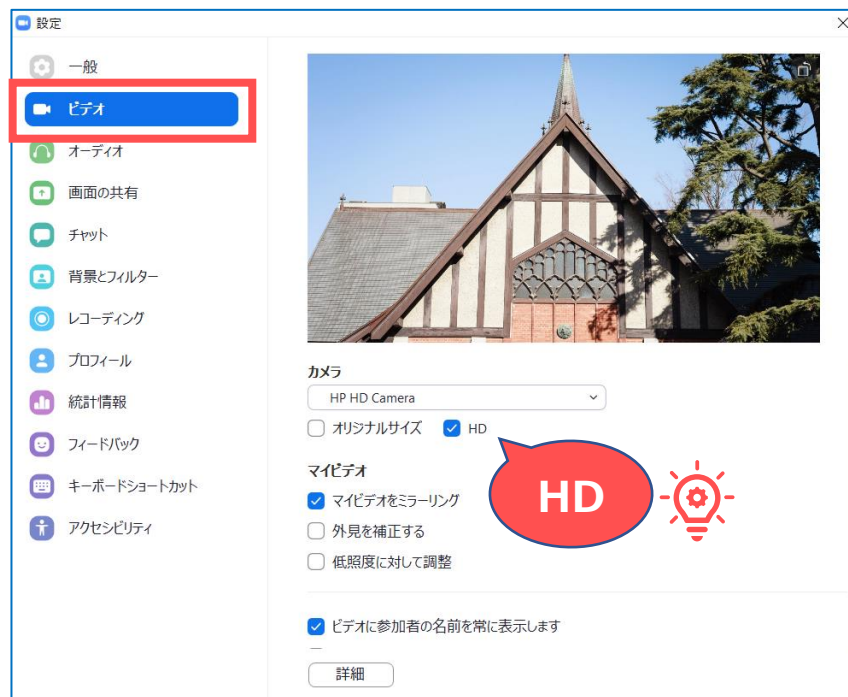 設定
一般
ビデオ
オーディオ
画面の共有
チャット
背景とフィルター
レコーディング
プロフィール
統計情報
フィードバック
キーボードショートカット
アクセシビリティ
カメラ
HP HD Camera
オリジナルサイズ HD
マイビデオ
マイビデオをミラーリング
外見を補正する
低照度に対して調整
HD
ビデオに参加者の名前を常に表示します
詳細